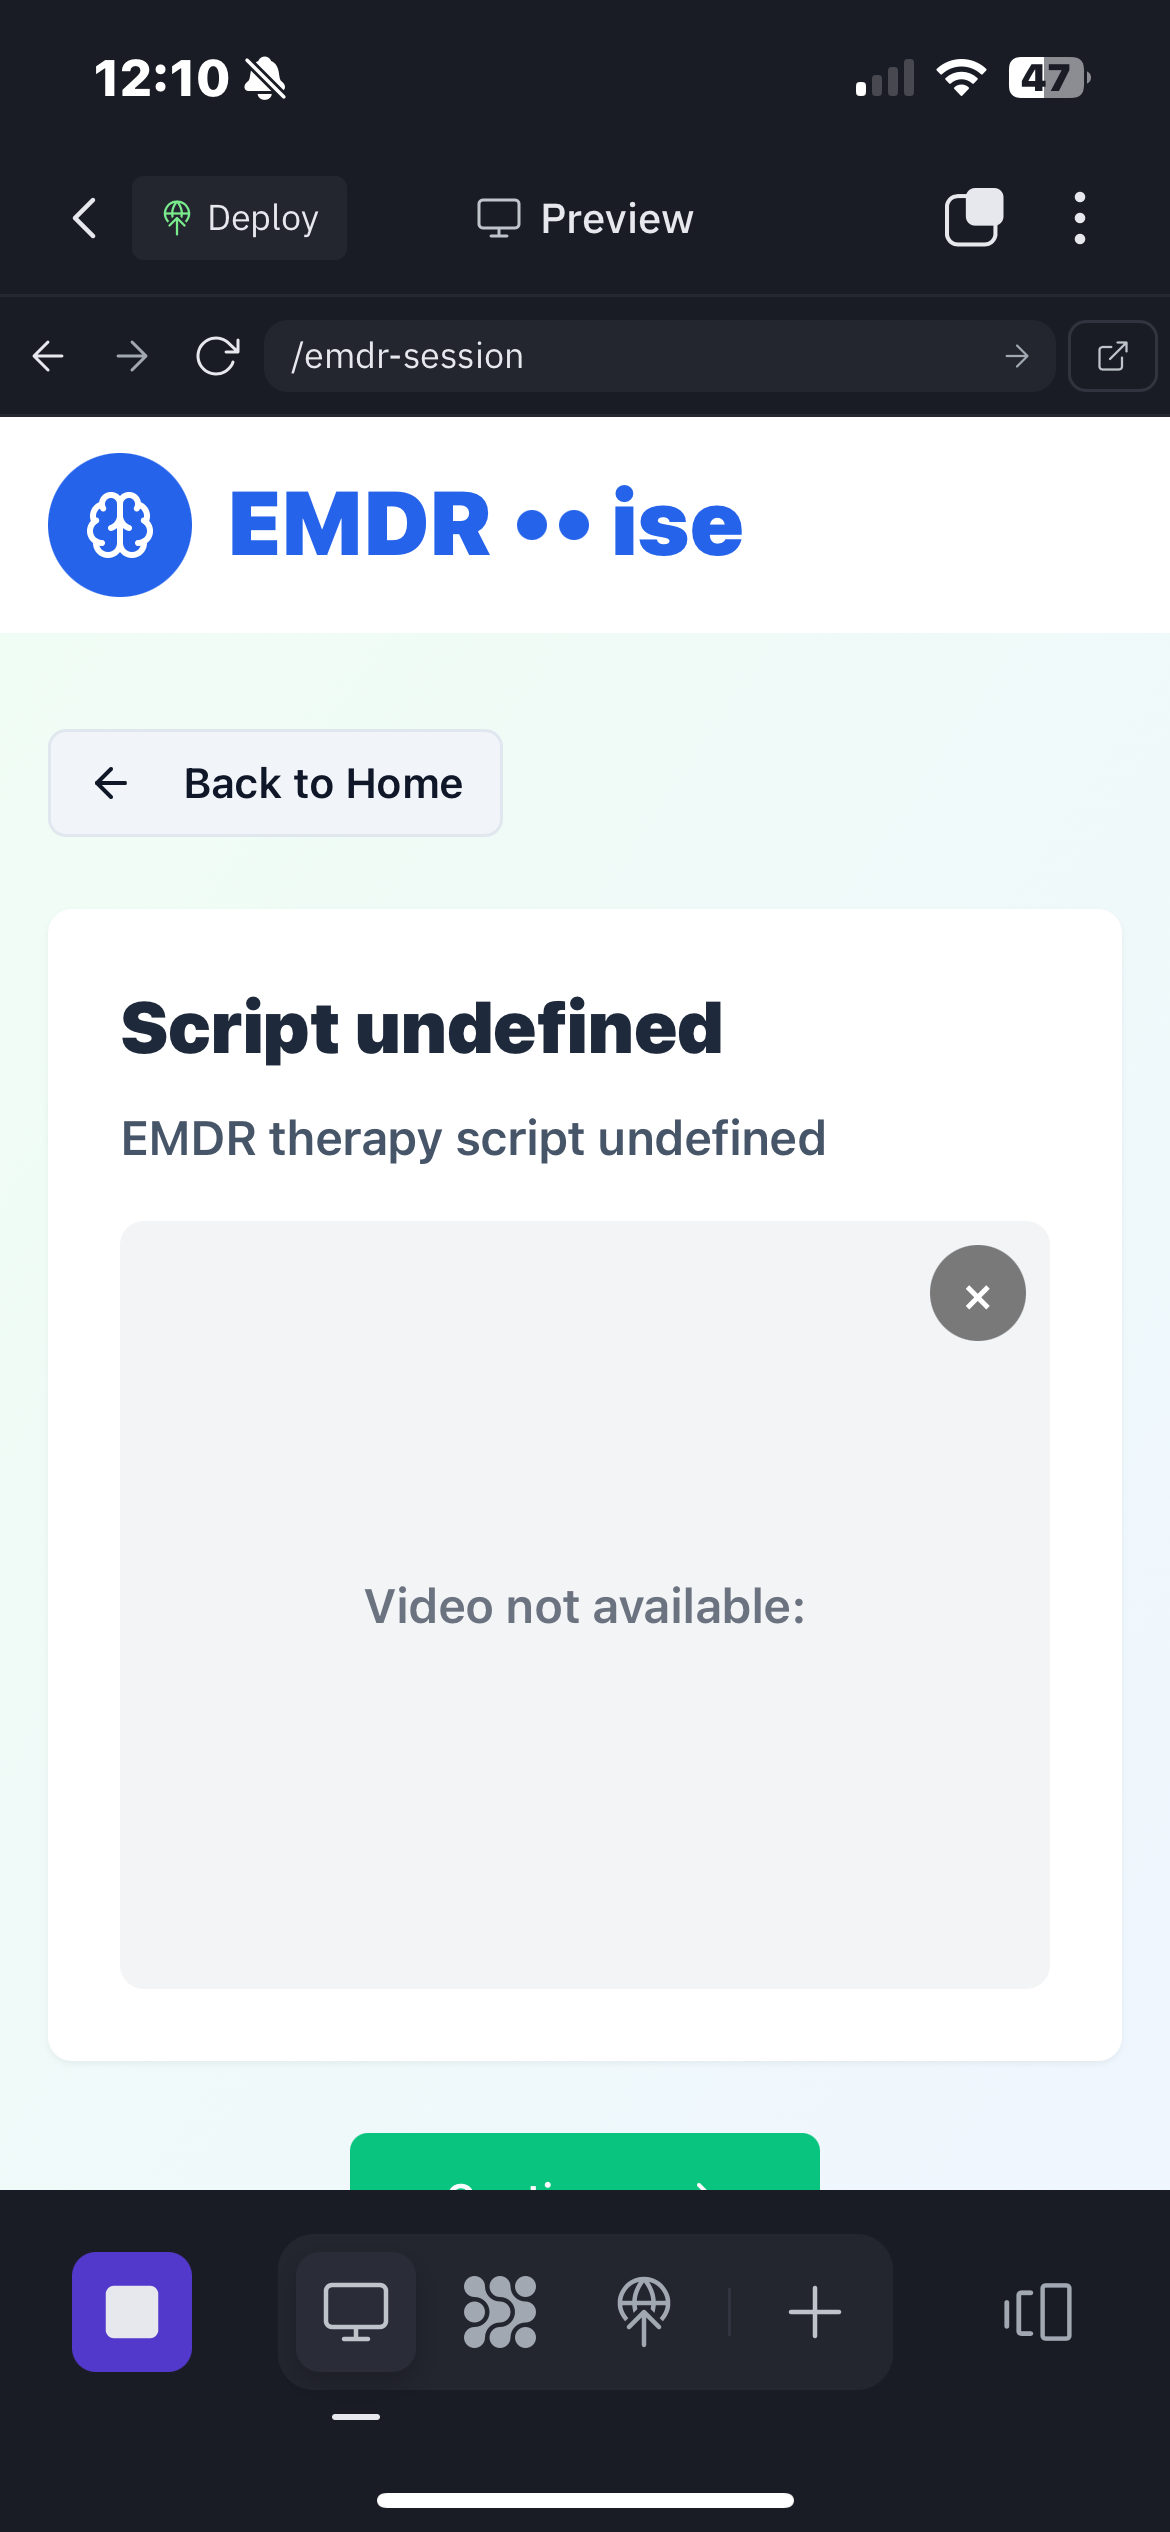 12:10
47
Deploy
Preview
/emdr-session
EMDR •• ise
Back to Home
Script undefined
EMDR therapy script undefined
×
Video not available: